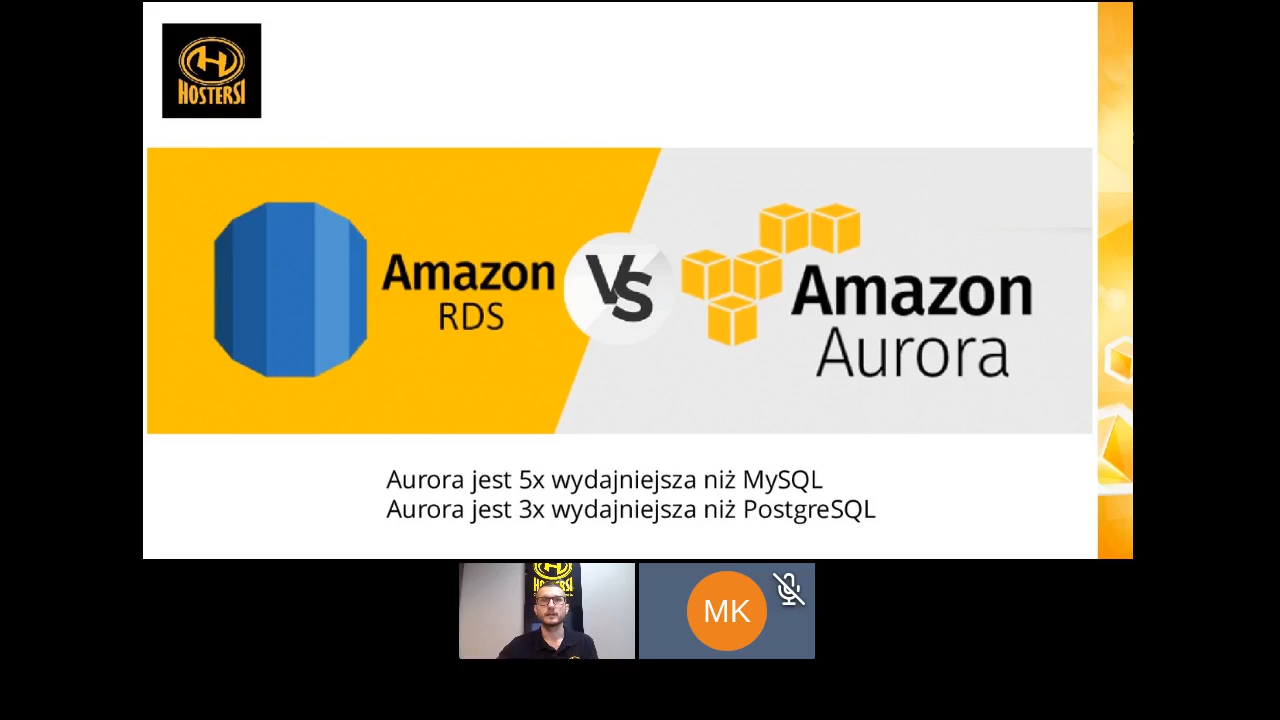 HOSTERSI
Amazon
RDS
VS
Amazon
Aurora
Aurora jest 5x wydajniejsza niż MySQL
Aurora jest 3x wydajniejsza niż PostgreSQL
HOSTERSI
MK